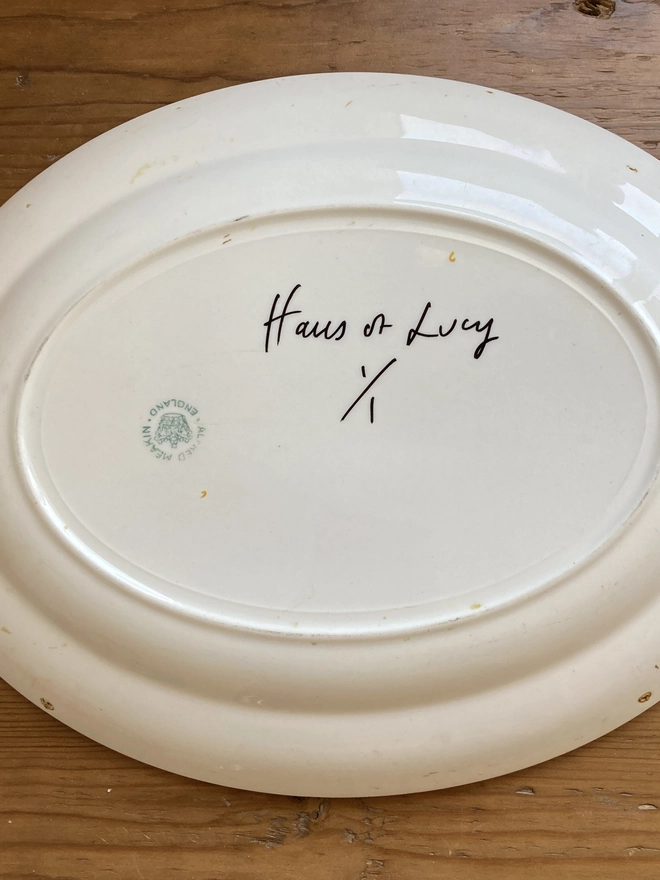 Haus of Lucy
1/1
ALFRED MEAKIN
· ENGLAND ·